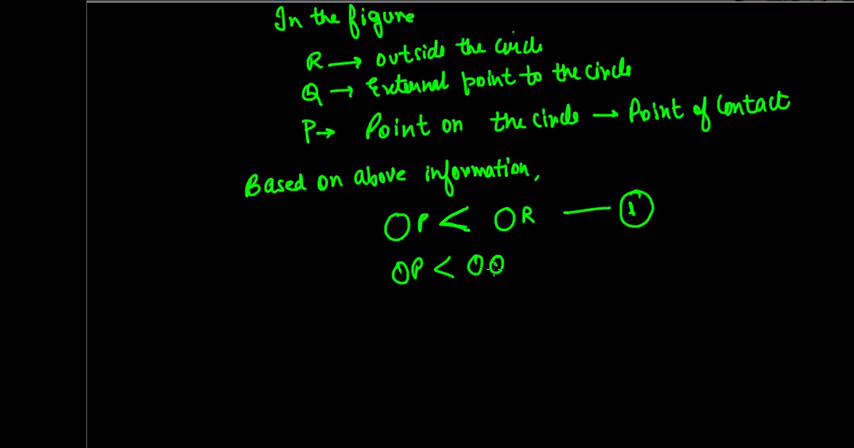 In the figure
R → outside the circle
Q → External point to the circle
P → Point on the circle → Point of Contact
Based on above information,
OP < OR — ①
OP < OO